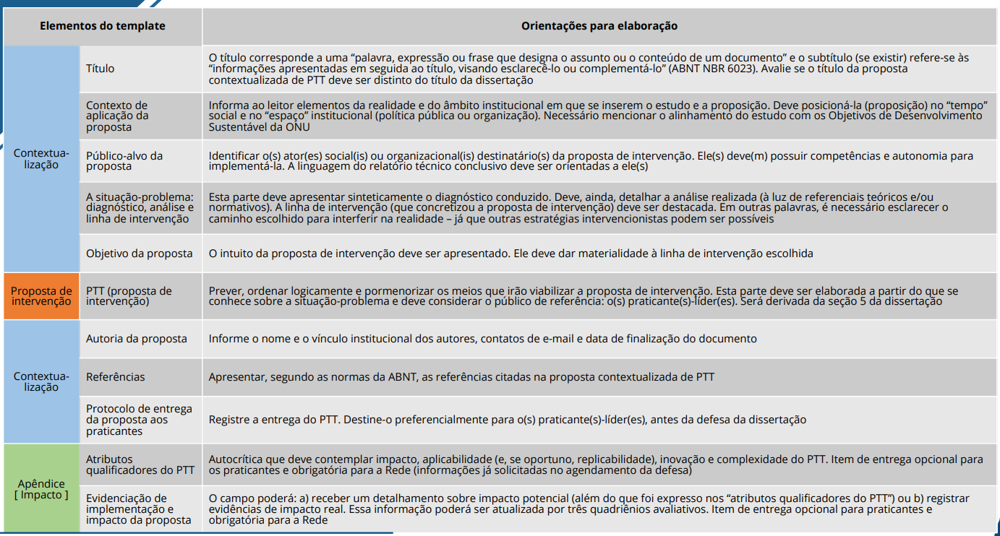 Elementos do template
Orientações para elaboração
Contextua-
lização
Título
O título corresponde a uma “palavra, expressão ou frase que designa o assunto ou o conteúdo de um documento” e o subtítulo (se existir) refere-se às
“informações apresentadas em seguida ao título, visando esclarecê-lo ou complementá-lo” (ABNT NBR 6023). Avalie se o título da proposta
contextualizada de PTT deve ser distinto do título da dissertação
Contexto de
aplicação da
proposta
Informa ao leitor elementos da realidade e do âmbito institucional em que se inserem o estudo e a proposição. Deve posicioná-la (proposição) no “tempo”
social e no “espaço” institucional (política pública ou organização). Necessário mencionar o alinhamento do estudo com os Objetivos de Desenvolvimento
Sustentável da ONU
Público-alvo da
proposta
Identificar o(s) ator(es) social(is) ou organizacional(is) destinatário(s) da proposta de intervenção. Ele(s) deve(m) possuir competências e autonomia para
implementá-la. A linguagem do relatório técnico conclusivo deve ser orientadas a ele(s)
A situação-problema:
diagnóstico, análise e
linha de intervenção
Esta parte deve apresentar sinteticamente o diagnóstico conduzido. Deve, ainda, detalhar a análise realizada (à luz de referenciais teóricos e/ou
normativos). A linha de intervenção (que concretizou a proposta de intervenção) deve ser destacada. Em outras palavras, é necessário esclarecer o
caminho escolhido para interferir na realidade – já que outras estratégias intervencionistas podem ser possíveis
Objetivo da proposta
O intuito da proposta de intervenção deve ser apresentado. Ele deve dar materialidade à linha de intervenção escolhida
Proposta de
intervenção
PTT (proposta de
intervenção)
Prever, ordenar logicamente e pormenorizar os meios que irão viabilizar a proposta de intervenção. Esta parte deve ser elaborada a partir do que se
conhece sobre a situação-problema e deve considerar o público de referência: o(s) praticante(s)-líder(es). Será derivada da seção 5 da dissertação
Contextua-
lização
Autoria da proposta
Informe o nome e o vínculo institucional dos autores, contatos de e-mail e data de finalização do documento
Referências
Apresentar, segundo as normas da ABNT, as referências citadas na proposta contextualizada de PTT
Protocolo de entrega
da proposta aos
praticantes
Registre a entrega do PTT. Destine-o preferencialmente para o(s) praticante(s)-líder(es), antes da defesa da dissertação
Apêndice
[ Impacto ]
Atributos
qualificadores do PTT
Autocrítica que deve contemplar impacto, aplicabilidade (e, se oportuno, replicabilidade), inovação e complexidade do PTT. Item de entrega opcional para
os praticantes e obrigatória para a Rede (informações já solicitadas no agendamento da defesa)
Evidenciação de
implementação e
impacto da proposta
O campo poderá: a) receber um detalhamento sobre impacto potencial (além do que foi expresso nos “atributos qualificadores do PTT”) ou b) registrar
evidências de impacto real. Essa informação poderá ser atualizada por três quadriênios avaliativos. Item de entrega opcional para praticantes e
obrigatória para a Rede